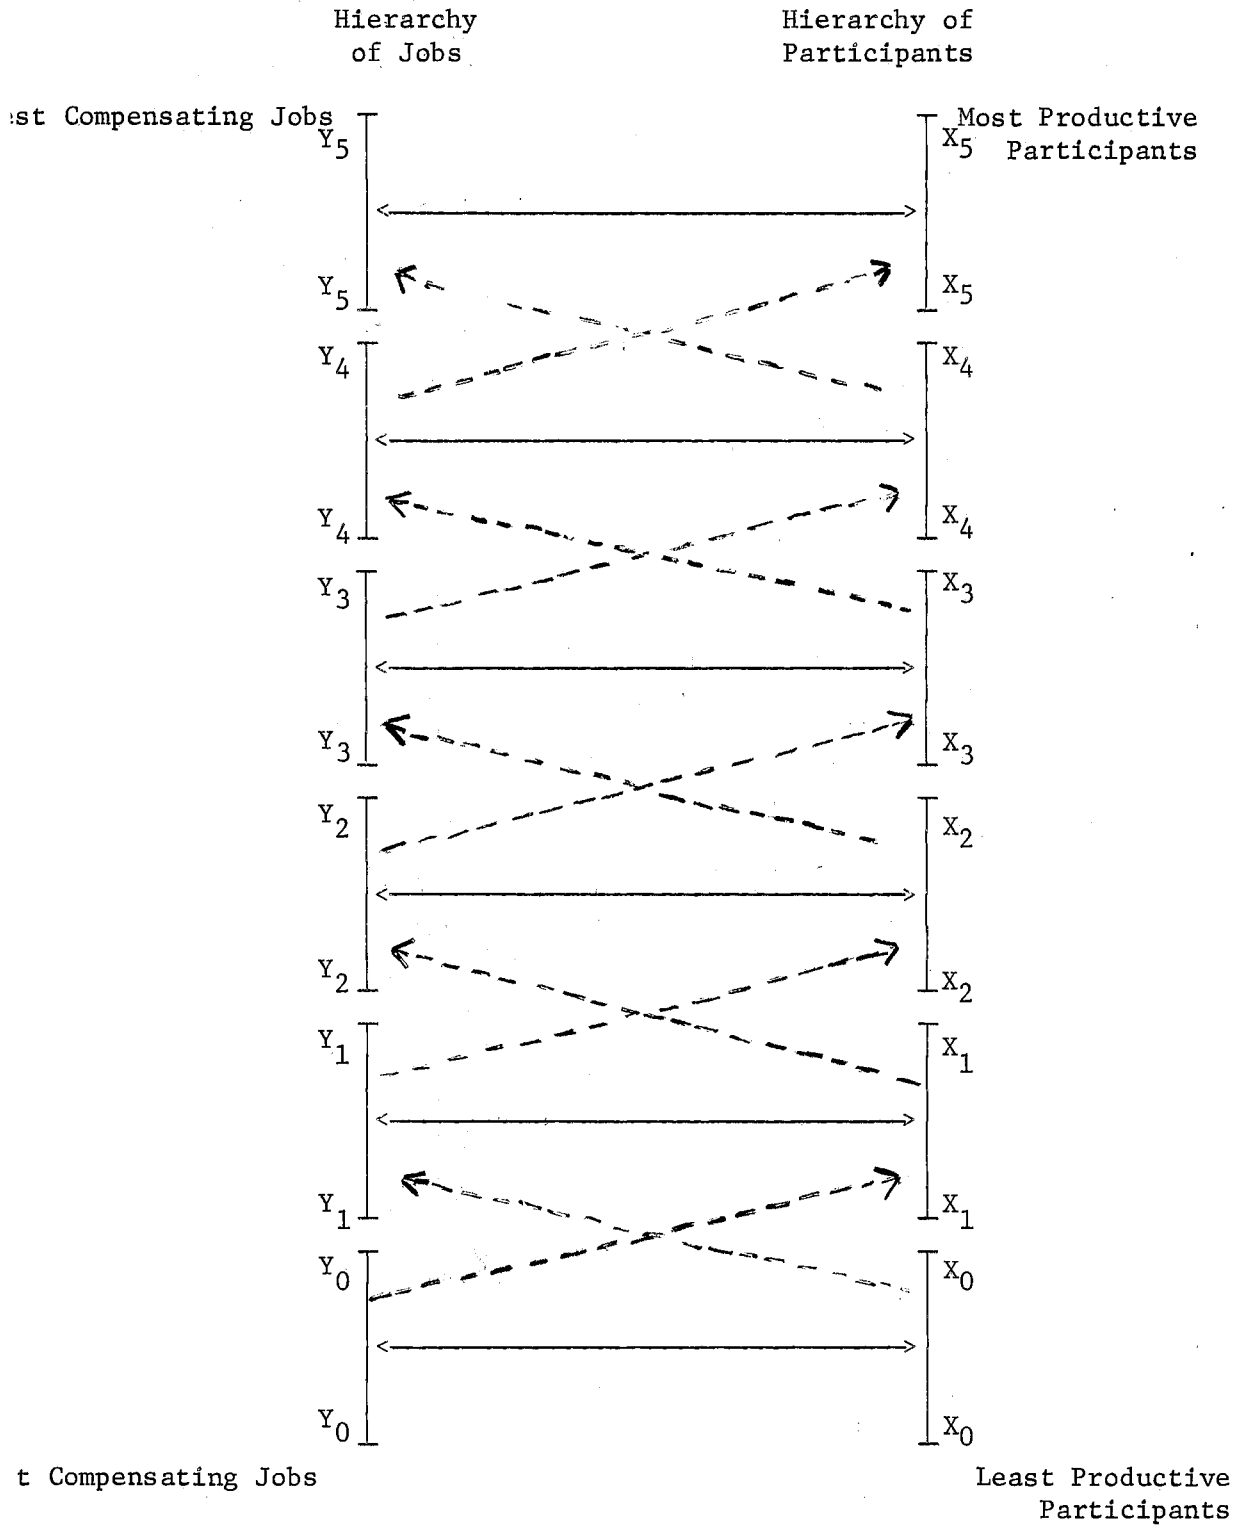 Hierarchy
of Jobs
Hierarchy of
Participants
st Compensating Jobs
Most Productive
Participants
Y5
X5
Y5
X5
Y4
X4
Y4
X4
Y3
X3
Y3
X3
Y2
X2
Y2
X2
Y1
X1
Y1
X1
Y0
X0
Y0
X0
t Compensating Jobs
Least Productive
Participants